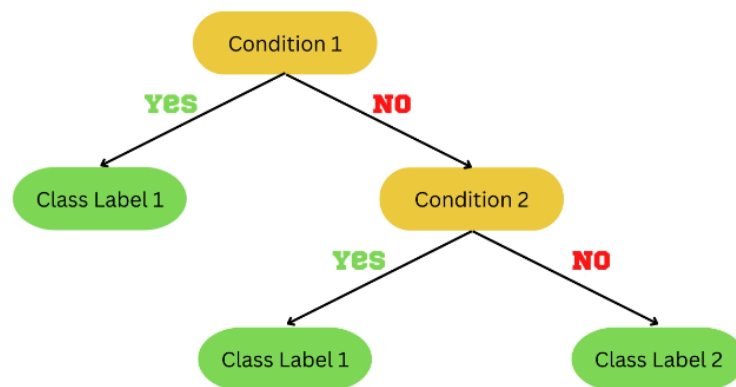 Condition 1
Yes
No
Class Label 1
Condition 2
Yes
No
Class Label 1
Class Label 2